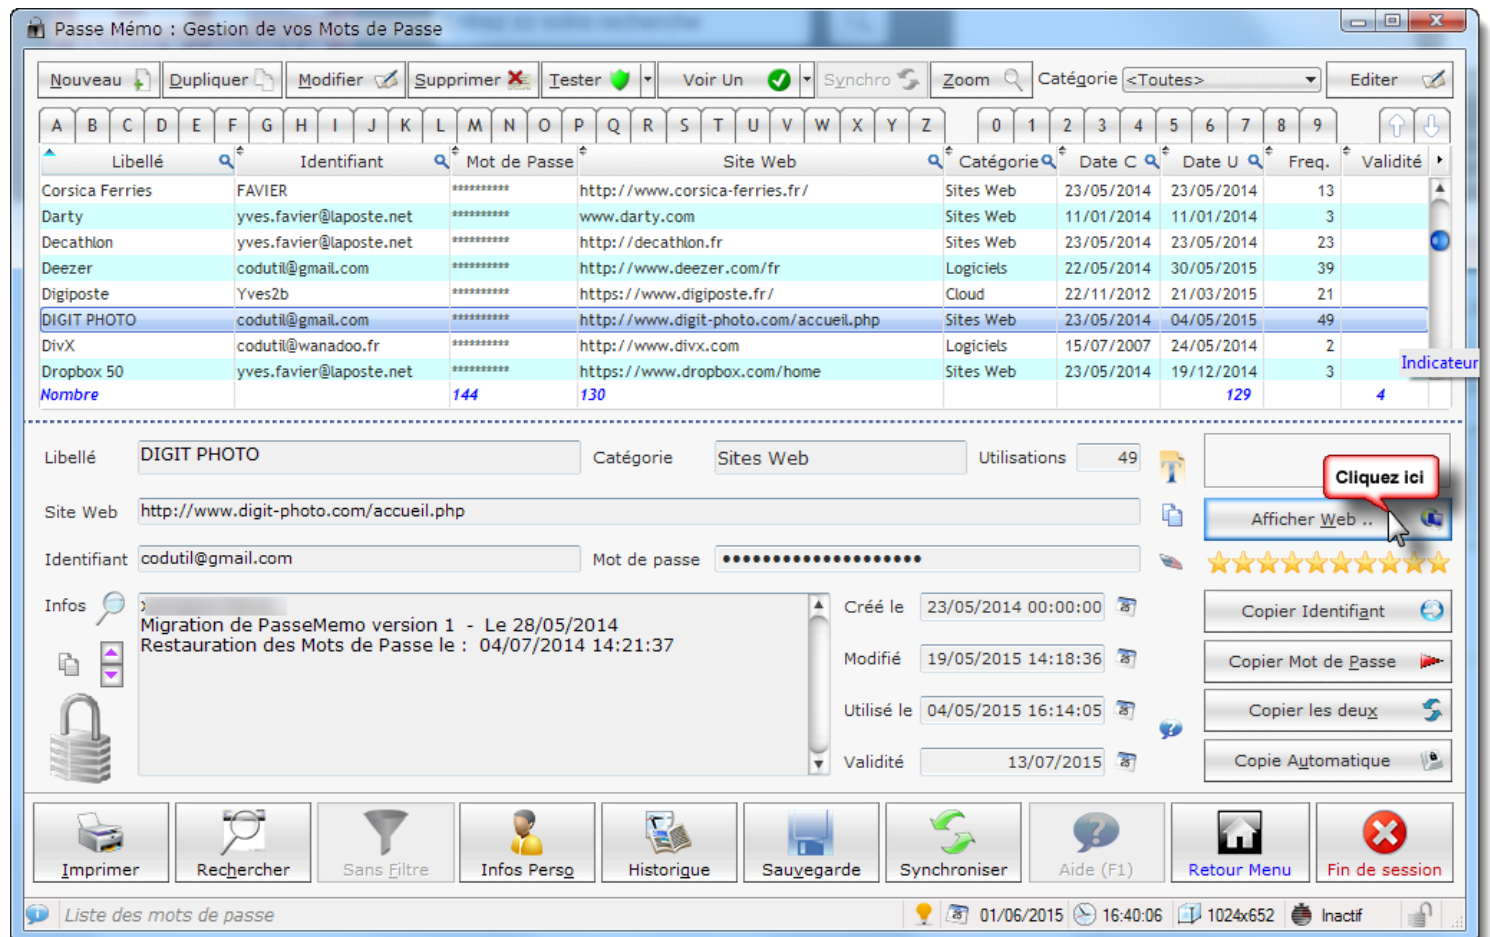 Passe Mémo : Gestion de vos Mots de Passe
Nouveau Dupliquer Modifier Supprimer Tester Voir Un Synchro Zoom Catégorie <Toutes> Editer
A B C D E F G H I J K L M N O P Q R S T U V W X Y Z 0 1 2 3 4 5 6 7 8 9
Libellé Identifiant Mot de Passe Site Web Catégorie Date C Date U Freq. Validité
Corsica Ferries FAVIER ********** http://www.corsica-ferries.fr/ Sites Web 23/05/2014 23/05/2014 13
Darty yves.favier@laposte.net ********** www.darty.com Sites Web 11/01/2014 11/01/2014 3
Decathlon yves.favier@laposte.net ********** http://decathlon.fr Sites Web 23/05/2014 23/05/2014 23
Deezer codutil@gmail.com ********** http://www.deezer.com/fr Logiciels 22/05/2014 30/05/2015 39
Digiposte Yves2b ********** https://www.digiposte.fr/ Cloud 22/11/2012 21/03/2015 21
DIGIT PHOTO codutil@gmail.com ********** http://www.digit-photo.com/accueil.php Sites Web 23/05/2014 04/05/2015 49
DivX codutil@wanadoo.fr ********** http://www.divx.com Logiciels 15/07/2007 24/05/2014 2
Dropbox 50 yves.favier@laposte.net ********** https://www.dropbox.com/home Sites Web 23/05/2014 19/12/2014 3
Indicateur
Nombre 144 130 129 4
Libellé DIGIT PHOTO Catégorie Sites Web Utilisations 49
Cliquez ici
Site Web http://www.digit-photo.com/accueil.php Afficher Web ..
Identifiant codutil@gmail.com Mot de passe ••••••••••••••••••••
Infos
Migration de PasseMemo version 1 - Le 28/05/2014
Restauration des Mots de Passe le : 04/07/2014 14:21:37
Créé le 23/05/2014 00:00:00 Copier Identifiant
Modifié 19/05/2015 14:18:36 Copier Mot de Passe
Utilisé le 04/05/2015 16:14:05 Copier les deux
Validité 13/07/2015 Copie Automatique
Imprimer Rechercher Sans Filtre Infos Perso Historique Sauvegarde Synchroniser Aide (F1) Retour Menu Fin de session
Liste des mots de passe 01/06/2015 16:40:06 1024x652 Inactif